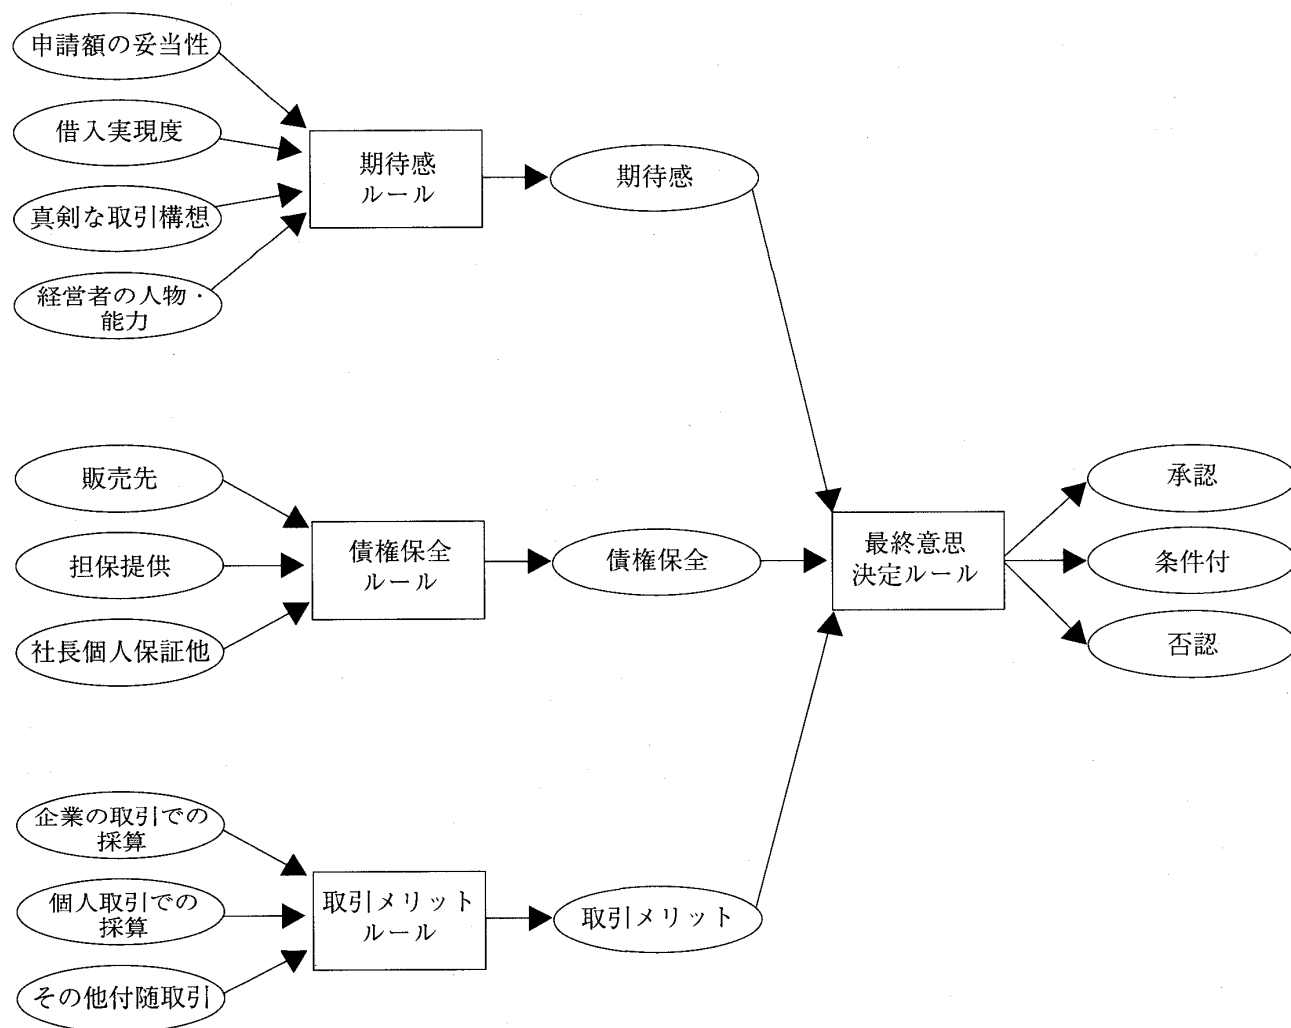 申請額の妥当性
借入実現度
真剣な取引構想
経営者の人物・
能力
期待感
ルール
期待感
販売先
担保提供
社長個人保証他
債権保全
ルール
債権保全
企業の取引での
採算
個人取引での
採算
その他付随取引
取引メリット
ルール
取引メリット
最終意思
決定ルール
承認
条件付
否認